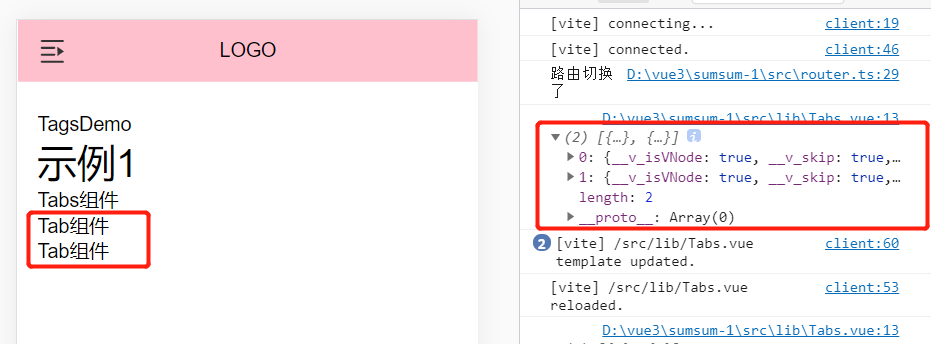 LOGO
TagsDemo
示例1
Tabs组件
Tab组件
Tab组件
[vite] connecting... client:19
[vite] connected. client:46
路由切换 D:\vue3\sumsum-1\src\router.ts:29
了
D:\vue3\sumsum-1\src\lib\Tabs.vue:13
(2) [{…}, {…}]
0: {__v_isVNode: true, __v_skip: true,…
1: {__v_isVNode: true, __v_skip: true,…
length: 2
__proto__: Array(0)
2 [vite] /src/lib/Tabs.vue client:60
template updated.
[vite] /src/lib/Tabs.vue client:53
reloaded.
D:\vue3\sumsum-1\src\lib\Tabs.vue:13